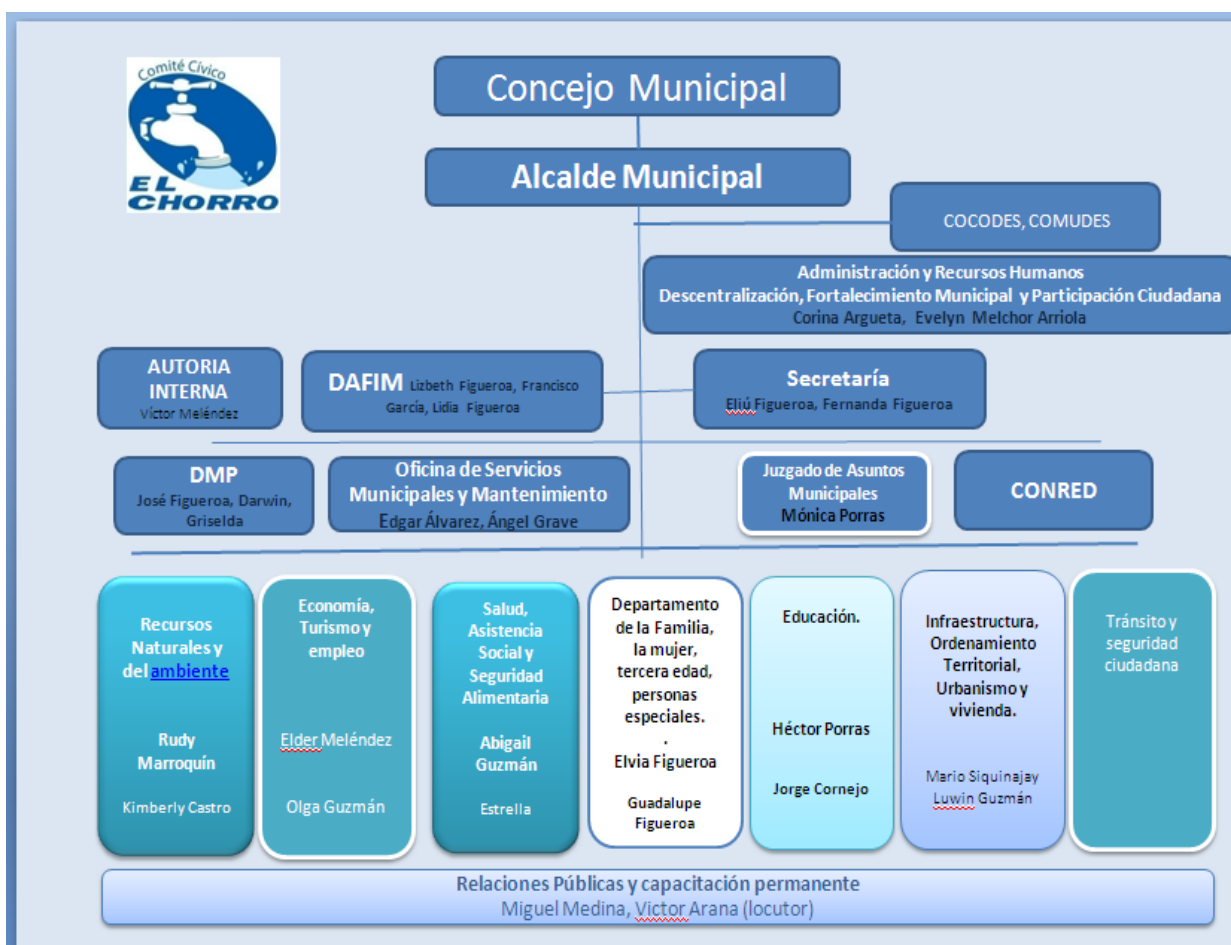 Comité Cívico
EL
CHORRO
Concejo Municipal
Alcalde Municipal
COCODES, COMUDES
Administración y Recursos Humanos
Descentralización, Fortalecimiento Municipal y Participación Ciudadana
Corina Argueta, Evelyn Melchor Arriola
AUTORIA
INTERNA
Víctor Meléndez
DAFIM Lizbeth Figueroa, Francisco
García, Lidia Figueroa
Secretaría
Eliú Figueroa, Fernanda Figueroa
DMP
José Figueroa, Darwin,
Griselda
Oficina de Servicios
Municipales y Mantenimiento
Edgar Álvarez, Ángel Grave
Juzgado de Asuntos
Municipales
Mónica Porras
CONRED
Recursos
Naturales y
del ambiente
Rudy
Marroquín
Kimberly Castro
Economía,
Turismo y
empleo
Elder Meléndez
Olga Guzmán
Salud,
Asistencia
Social y
Seguridad
Alimentaria
Abigail
Guzmán
Estrella
Departamento
de la Familia,
la mujer,
tercera edad,
personas
especiales.
.
Elvia Figueroa
Guadalupe
Figueroa
Educación.
Héctor Porras
Jorge Cornejo
Infraestructura,
Ordenamiento
Territorial,
Urbanismo y
vivienda.
Mario Siquinajay
Luwin Guzmán
Tránsito y
seguridad
ciudadana
Relaciones Públicas y capacitación permanente
Miguel Medina, Victor Arana (locutor)